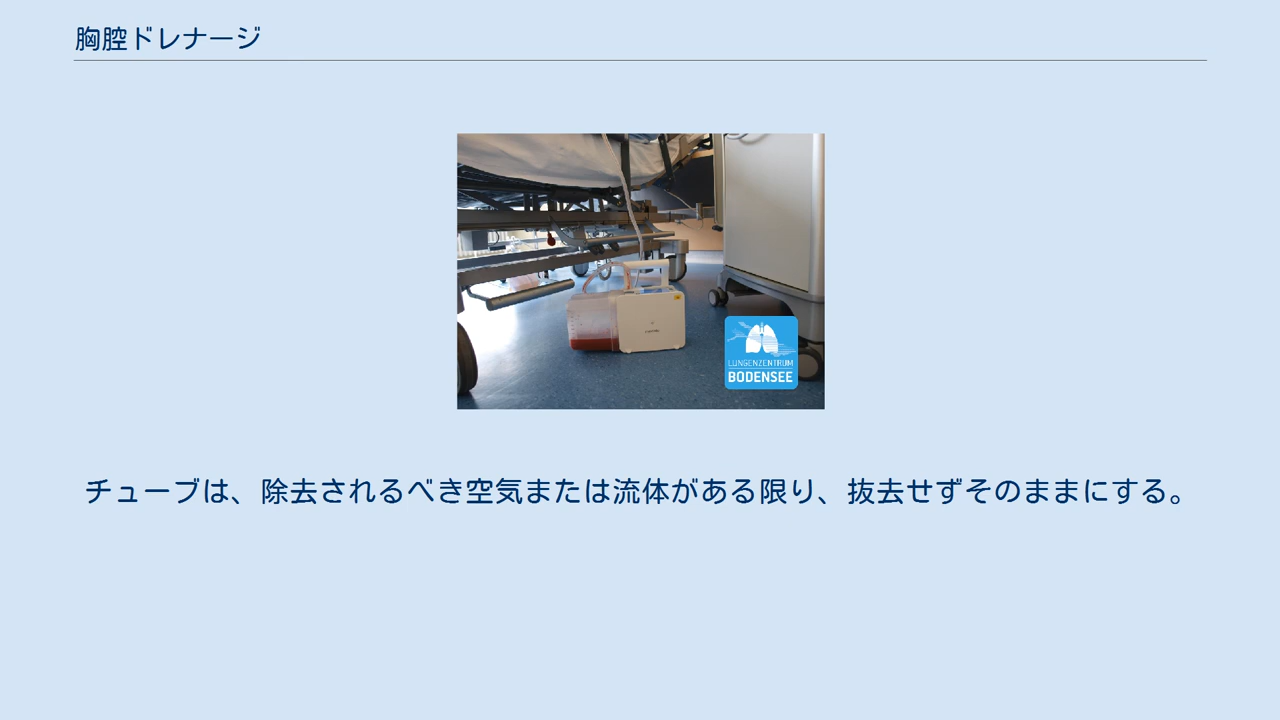 胸腔ドレナージ
LUNGENZENTRUM
BODENSEE
チューブは、除去されるべき空気または流体がある限り、抜去せずそのままにする。